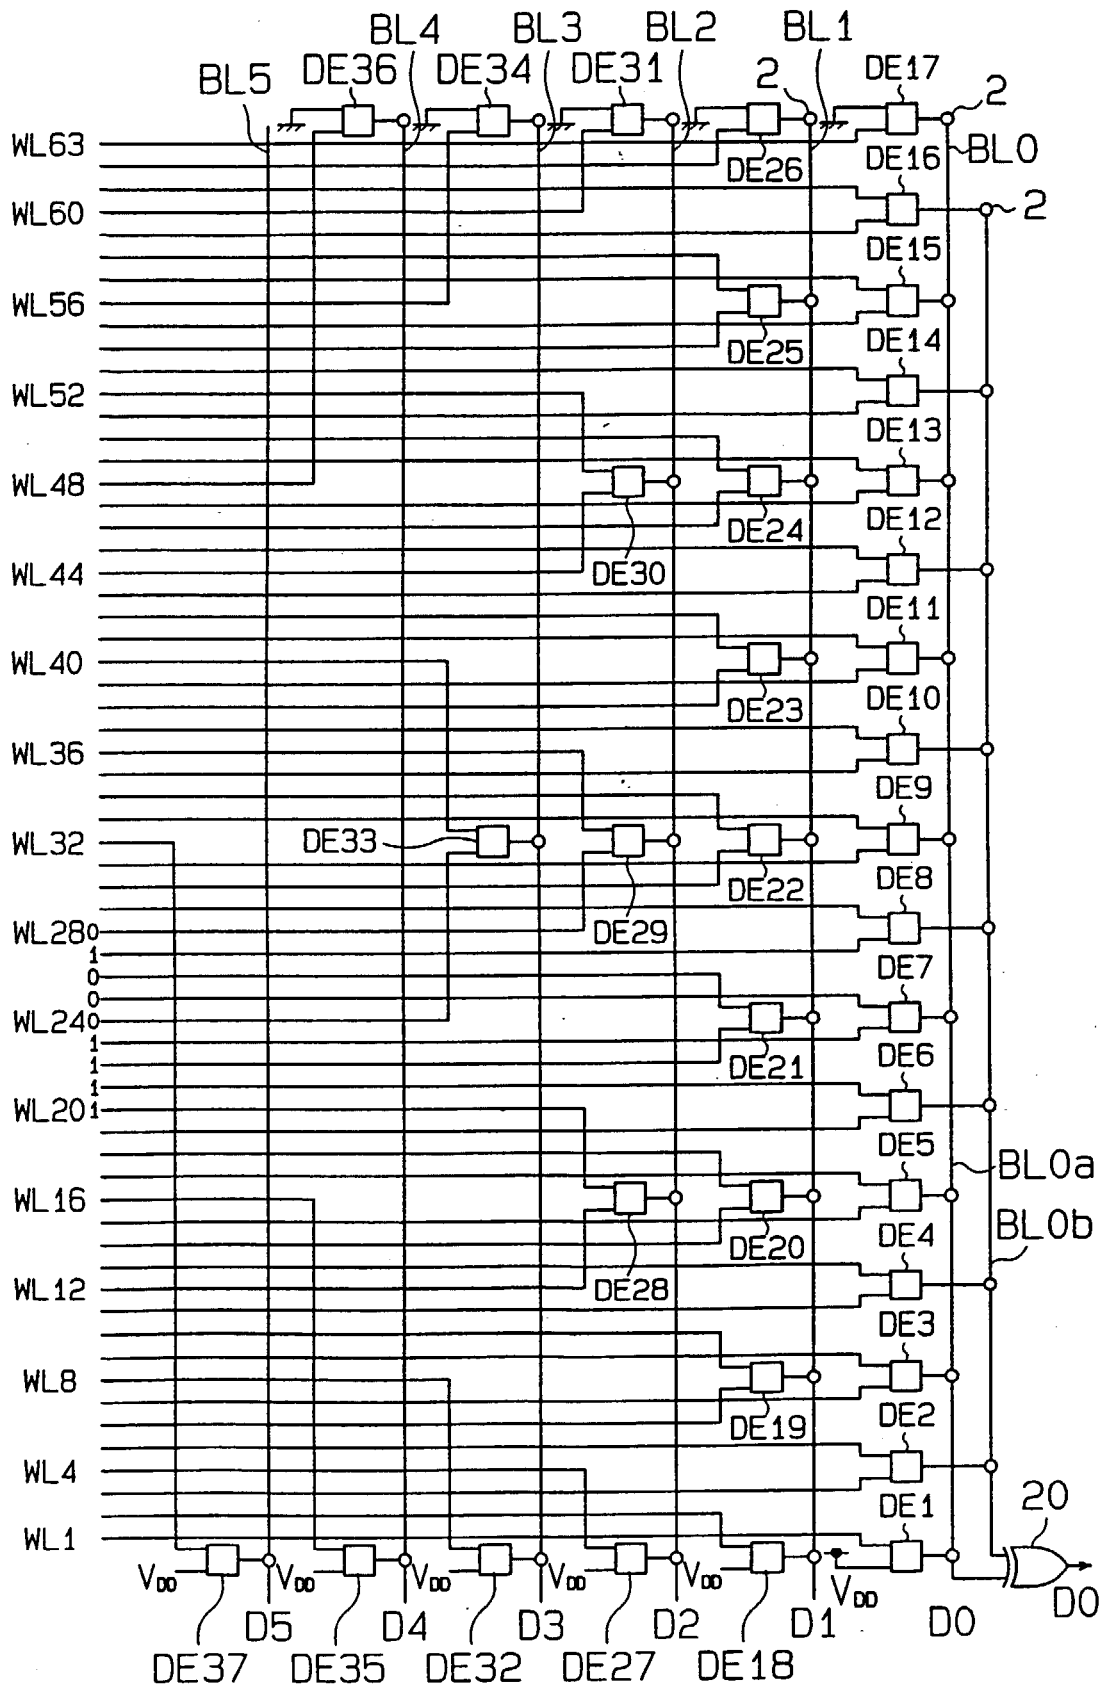 BL4 BL3 BL2 BL1
BL5 DE36 DE34 DE31 2 DE17 2
WL63 DE26 DE16 BL0
WL60 2
DE15
WL56
DE25 DE14
WL52
DE13
WL48
DE24 DE12
WL44 DE30
DE11
WL40
DE23 DE10
WL36
DE9
WL32 DE33
DE22 DE8
WL28 0 DE29
1
0 DE7
0
WL24 0
1
1 DE21 DE6
1
WL20 1
DE5
BL0a
WL16
DE20 DE4 BL0b
WL12 DE28
DE3
WL8
DE19 DE2
WL4
DE1 20
WL1
VDD VDD VDD VDD VDD VDD D0
D5 D4 D3 D2 D1 D0
DE37 DE35 DE32 DE27 DE18